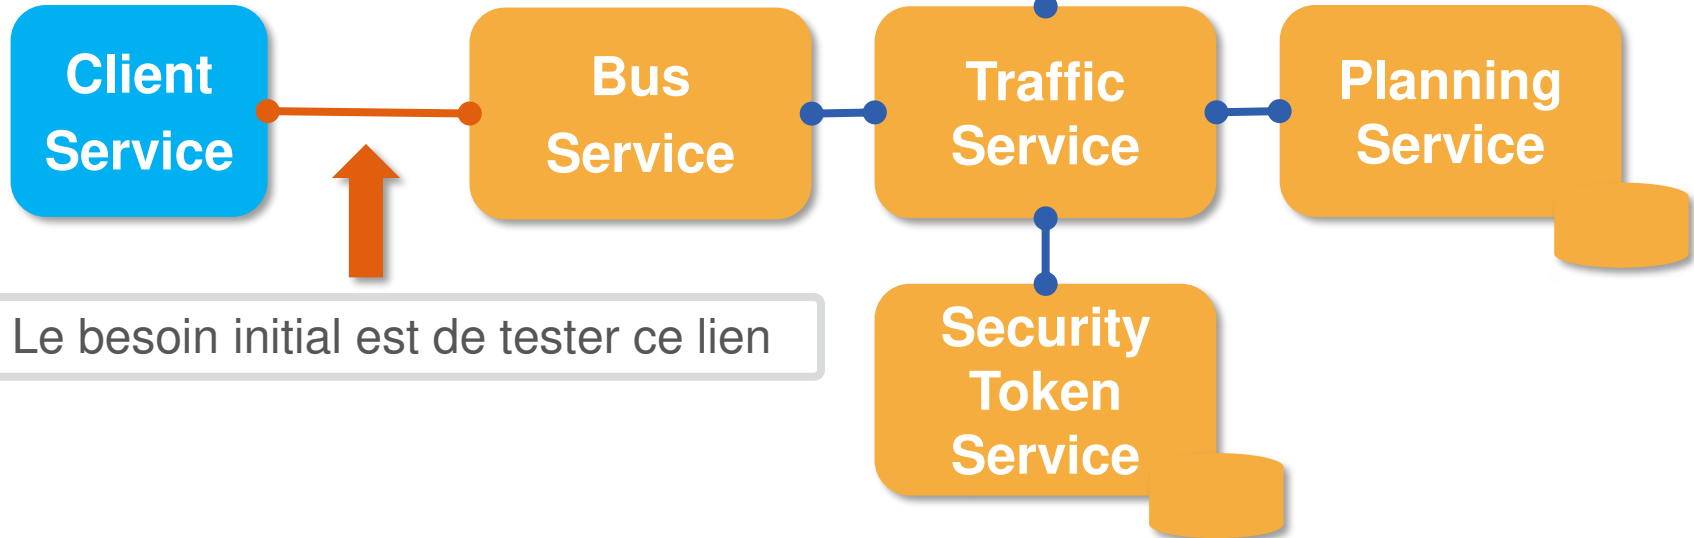 Client
Service
Bus
Service
Traffic
Service
Planning
Service
Le besoin initial est de tester ce lien
Security
Token
Service